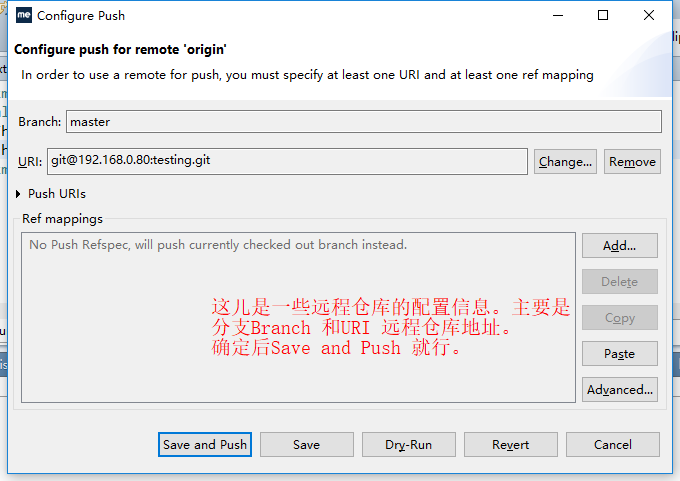 me Configure Push
Configure push for remote 'origin'
In order to use a remote for push, you must specify at least one URI and at least one ref mapping
Branch: master
URI: git@192.168.0.80:testing.git Change... Remove
Push URIs
Ref mappings
No Push Refspec, will push currently checked out branch instead. Add...
Delete
Copy
Paste
Advanced...
这儿是一些远程仓库的配置信息。主要是
分支Branch 和URI 远程仓库地址。
确定后Save and Push 就行。
Save and Push Save Dry-Run Revert Cancel